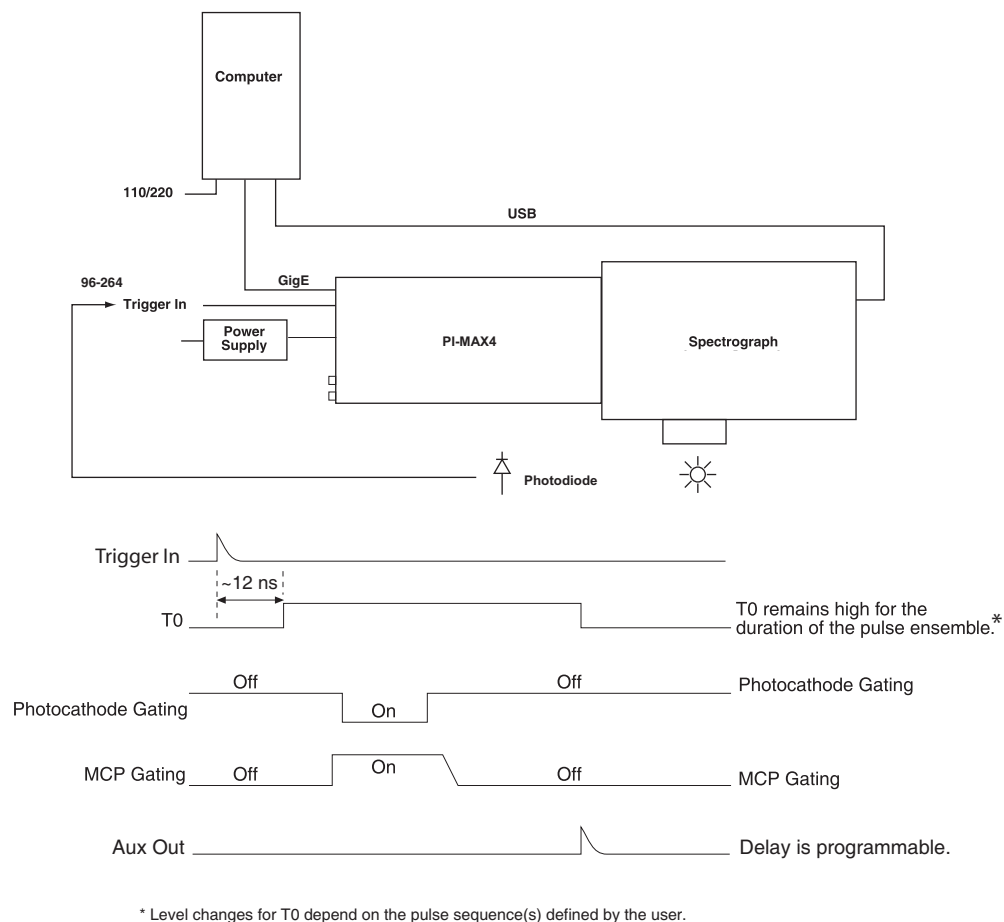 Computer
110/220
USB
96-264
GigE
Trigger In
Power
Supply
PI-MAX4
Spectrograph
Photodiode
Trigger In
~12 ns
T0
T0 remains high for the
duration of the pulse ensemble.*
Off
Off
Photocathode Gating
Photocathode Gating
On
On
MCP Gating
Off
Off
MCP Gating
Aux Out
Delay is programmable.
* Level changes for T0 depend on the pulse sequence(s) defined by the user.